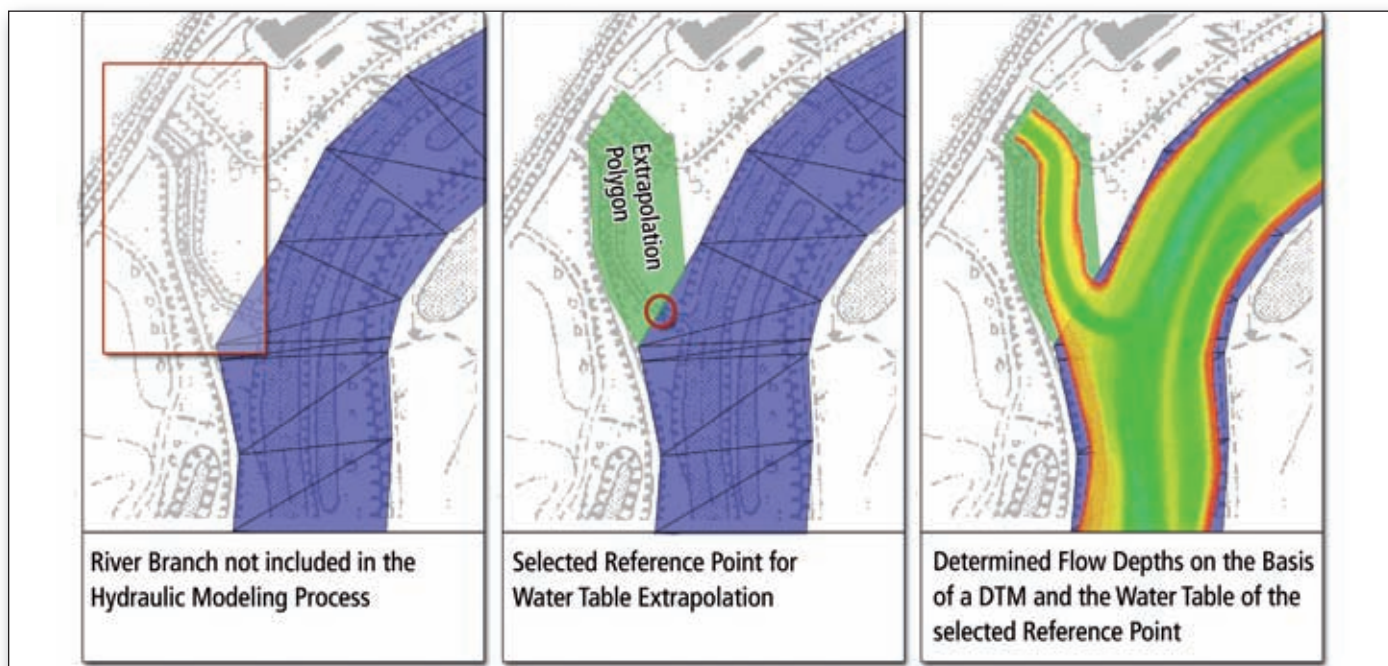 Extrapolation
Polygon
River Branch not included in the
Hydraulic Modeling Process
Selected Reference Point for
Water Table Extrapolation
Determined Flow Depths on the Basis
of a DTM and the Water Table of the
selected Reference Point